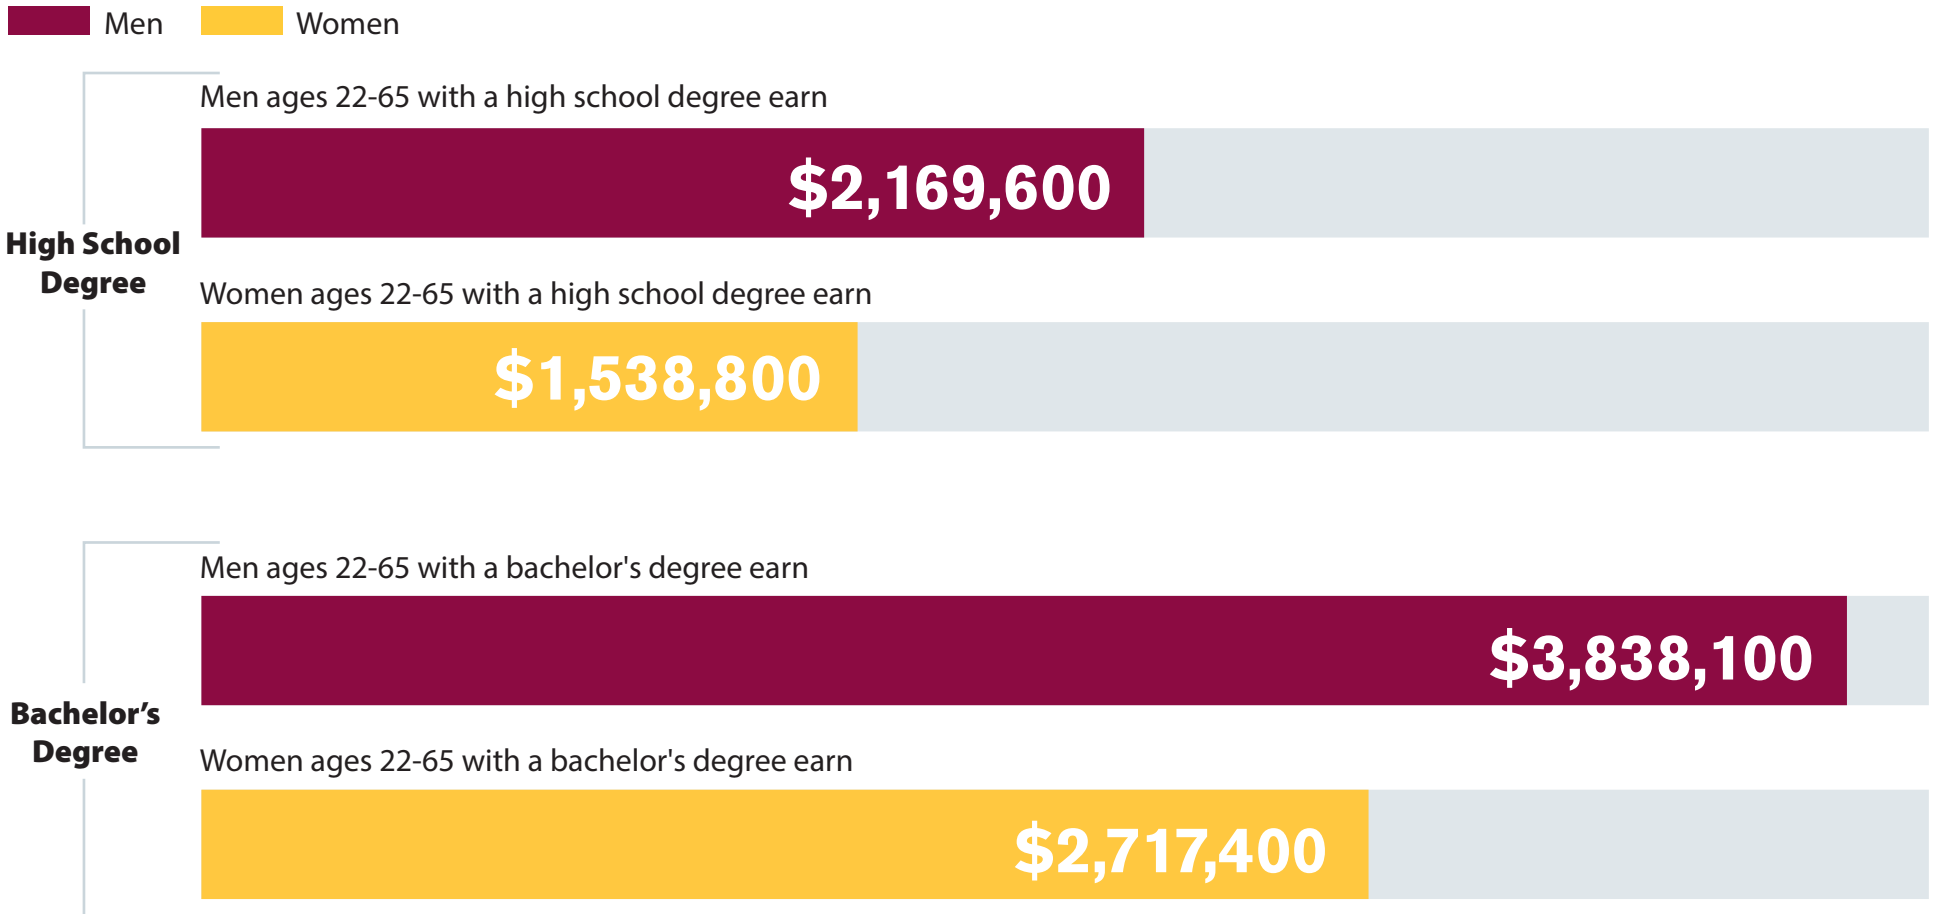 Men Women
Men ages 22-65 with a high school degree earn
$2,169,600
High School
Degree
Women ages 22-65 with a high school degree earn
$1,538,800
Men ages 22-65 with a bachelor's degree earn
$3,838,100
Bachelor’s
Degree
Women ages 22-65 with a bachelor's degree earn
$2,717,400